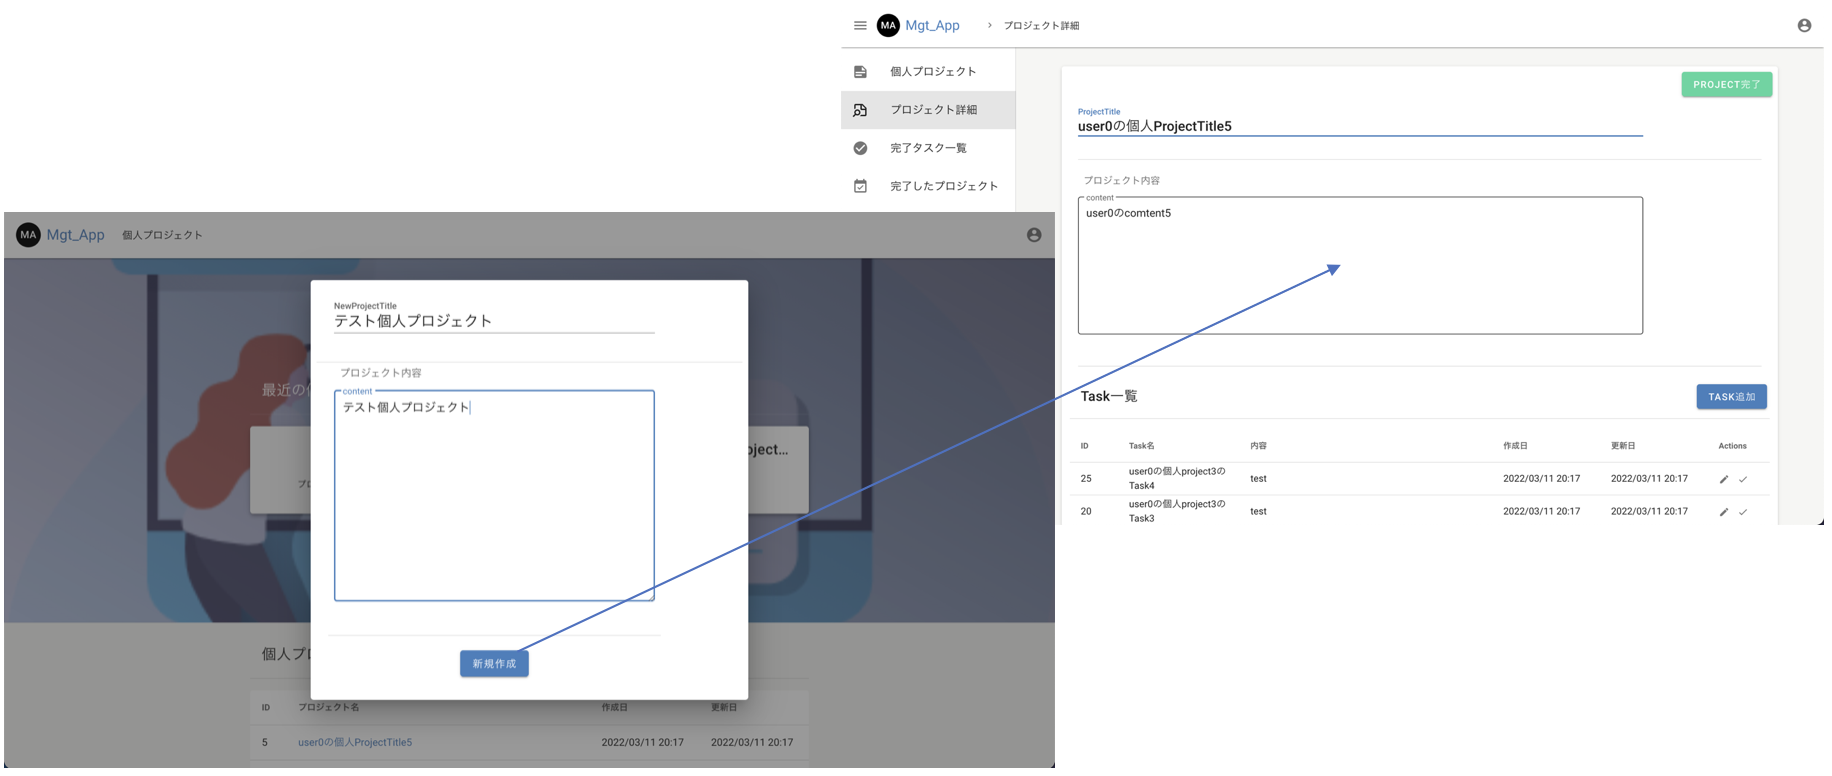 MA Mgt_App › プロジェクト詳細
個人プロジェクト
プロジェクト詳細
完了タスク一覧
完了したプロジェクト
PROJECT完了
ProjectTitle
user0の個人ProjectTitle5
プロジェクト内容
content
user0のcomtent5
Task一覧
TASK追加
ID Task名 内容 作成日 更新日 Actions
25 user0の個人project3の test 2022/03/11 20:17 2022/03/11 20:17
Task4
20 user0の個人project3の test 2022/03/11 20:17 2022/03/11 20:17
Task3
MA Mgt_App 個人プロジェクト
最近の
oject...
NewProjectTitle
テスト個人プロジェクト
プロジェクト内容
content
テスト個人プロジェクト
新規作成
個人プ
ID プロジェクト名 作成日 更新日
5 user0の個人ProjectTitle5 2022/03/11 20:17 2022/03/11 20:17